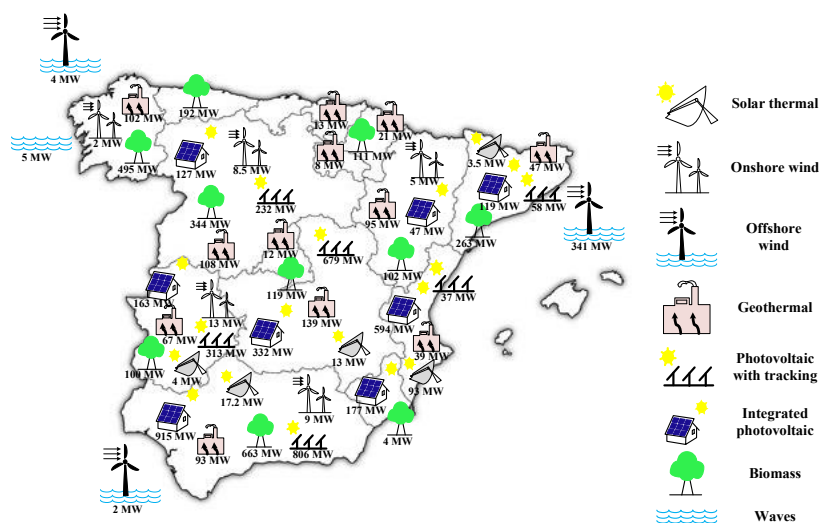 4 MW
102 MW
192 MW
2 MW
5 MW
495 MW
127 MW
8.5 MW
13 MW
21 MW
8 MW
111 MW
5 MW
3.5 MW
47 MW
119 MW
58 MW
344 MW
232 MW
95 MW
47 MW
263 MW
341 MW
108 MW
12 MW
679 MW
102 MW
163 MW
119 MW
37 MW
67 MW
13 MW
139 MW
594 MW
313 MW
332 MW
39 MW
100 MW
4 MW
13 MW
93 MW
17.2 MW
9 MW
177 MW
915 MW
93 MW
663 MW
806 MW
4 MW
2 MW
Solar thermal
Onshore wind
Offshore
wind
Geothermal
Photovoltaic
with tracking
Integrated
photovoltaic
Biomass
Waves